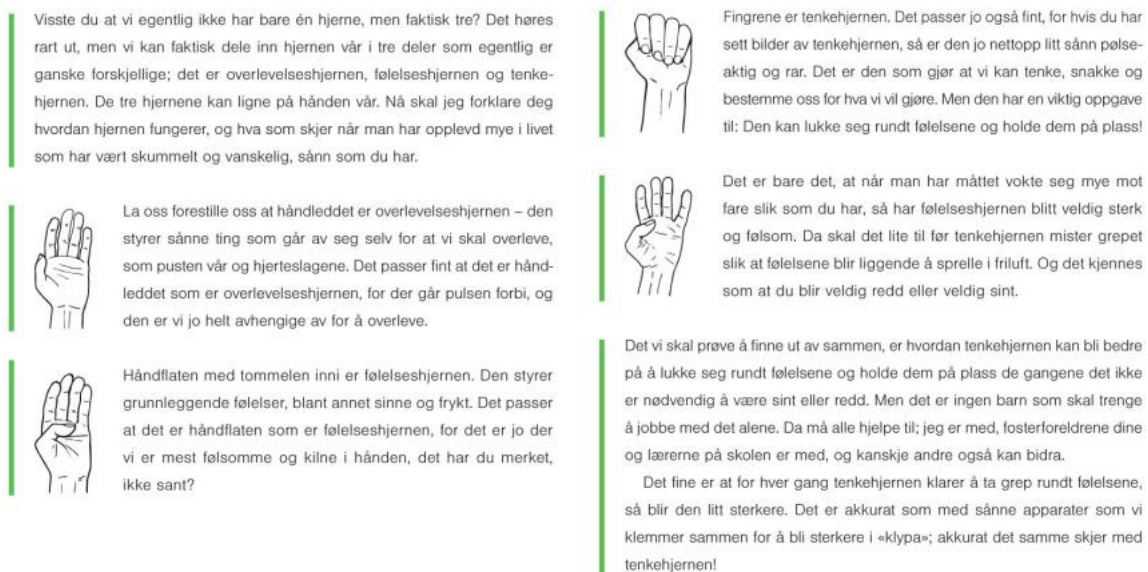 Visste du at vi egentlig ikke har bare én hjerne, men faktisk tre? Det høres
rart ut, men vi kan faktisk dele inn hjernen vår i tre deler som egentlig er
ganske forskjellige; det er overlevelseshjernen, følelseshjernen og tenke-
hjernen. De tre hjernene kan ligne på hånden vår. Nå skal jeg forklare deg
hvordan hjernen fungerer, og hva som skjer når man har opplevd mye i livet
som har vært skummelt og vanskelig, sånn som du har.
La oss forestille oss at håndleddet er overlevelseshjernen – den
styrer sånne ting som går av seg selv for at vi skal overleve,
som pusten vår og hjerteslagene. Det passer fint at det er hånd-
leddet som er overlevelseshjernen, for der går pulsen forbi, og
den er vi jo helt avhengige av for å overleve.
Håndflaten med tommelen inni er følelseshjernen. Den styrer
grunnleggende følelser, blant annet sinne og frykt. Det passer
at det er håndflaten som er følelseshjernen, for det er jo der
vi er mest følsomme og kilne i hånden, det har du merket,
ikke sant?
Fingrene er tenkehjernen. Det passer jo også fint, for hvis du har
sett bilder av tenkehjernen, så er den jo nettopp litt sånn pølse-
aktig og rar. Det er den som gjør at vi kan tenke, snakke og
bestemme oss for hva vi vil gjøre. Men den har en viktig oppgave
til: Den kan lukke seg rundt følelsene og holde dem på plass!
Det er bare det, at når man har måttet vokte seg mye mot
fare slik som du har, så har følelseshjernen blitt veldig sterk
og følsom. Da skal det lite til før tenkehjernen mister grepet
slik at følelsene blir liggende å sprelle i friluft. Og det kjennes
som at du blir veldig redd eller veldig sint.
Det vi skal prøve å finne ut av sammen, er hvordan tenkehjernen kan bli bedre
på å lukke seg rundt følelsene og holde dem på plass de gangene det ikke
er nødvendig å være sint eller redd. Men det er ingen barn som skal trenge
å jobbe med det alene. Da må alle hjelpe til; jeg er med, fosterforeldrene dine
og lærerne på skolen er med, og kanskje andre også kan bidra.
Det fine er at for hver gang tenkehjernen klarer å ta grep rundt følelsene,
så blir den litt sterkere. Det er akkurat som med sånne apparater som vi
klemmer sammen for å bli sterkere i «klypa»; akkurat det samme skjer med
tenkehjernen!